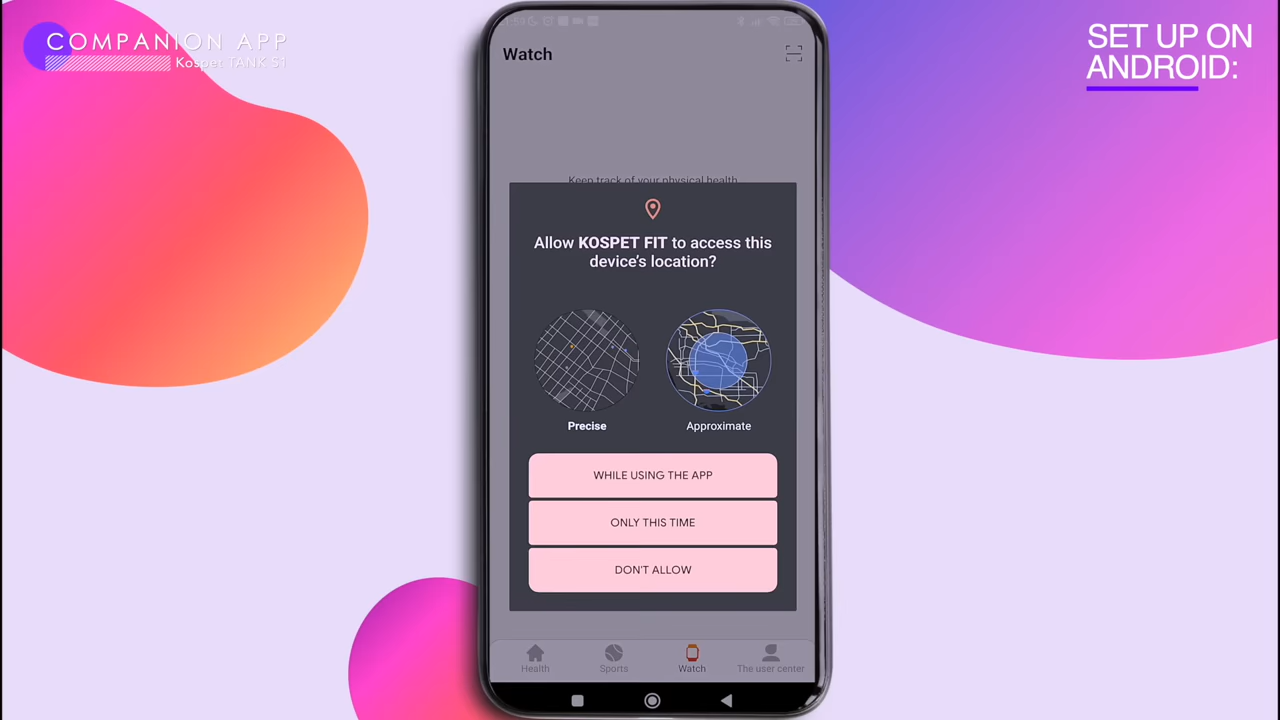 COMPANION APP
Kospet TANK S1
SET UP ON
ANDROID:
Watch
Keep track of your physical health
Allow KOSPET FIT to access this
device's location?
Precise
Approximate
WHILE USING THE APP
ONLY THIS TIME
DON'T ALLOW
Health
Sports
Watch
The user center